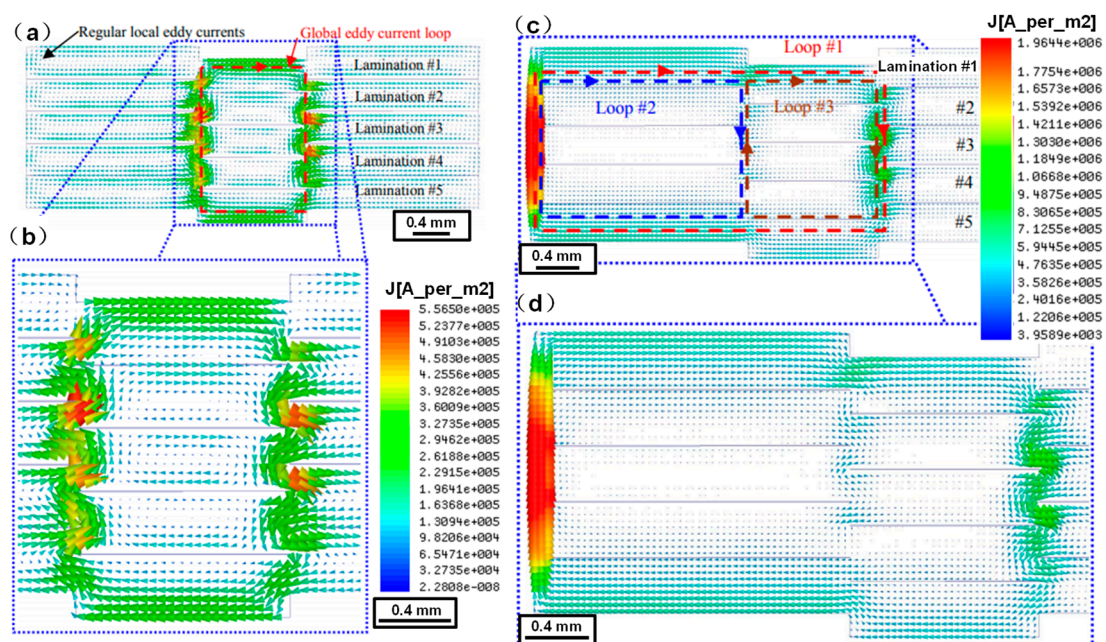 (a)
Regular local eddy currents
Global eddy current loop
Lamination #1
Lamination #2
Lamination #3
Lamination #4
Lamination #5
0.4 mm
(b)
J[A_per_m2]
5.5650e+005
5.2377e+005
4.9103e+005
4.5830e+005
4.2556e+005
3.9282e+005
3.6009e+005
3.2735e+005
2.9462e+005
2.6188e+005
2.2915e+005
1.9641e+005
1.6368e+005
1.3094e+005
9.8206e+004
6.5471e+004
3.2735e+004
2.2808e-008
0.4 mm
(c)
Loop #1
Lamination #1
Loop #2
Loop #3
#2
#3
#4
#5
0.4 mm
J[A_per_m2]
1.9644e+006
1.7754e+006
1.6573e+006
1.5392e+006
1.4211e+006
1.3030e+006
1.1849e+006
1.0668e+006
9.4875e+005
8.3065e+005
7.1255e+005
5.9445e+005
4.7635e+005
3.5826e+005
2.4016e+005
1.2206e+005
3.9589e+003
(d)
0.4 mm